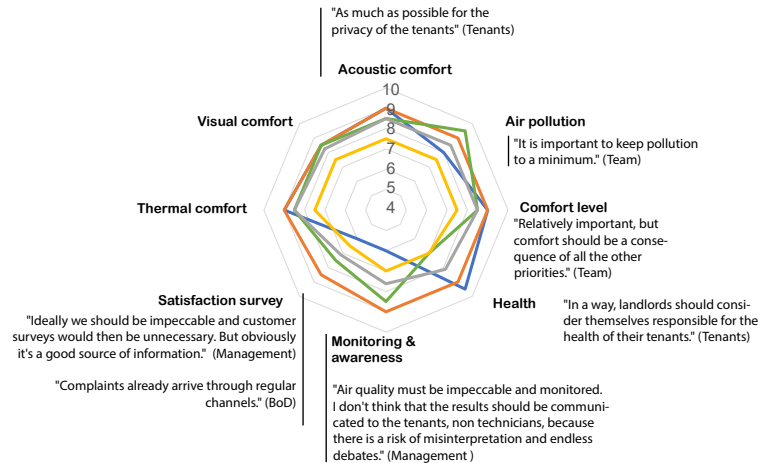 "As much as possible for the
privacy of the tenants" (Tenants)
Acoustic comfort
10
9
8
7
6
5
4
Visual comfort
Air pollution
"It is important to keep pollution
to a minimum." (Team)
Thermal comfort
Comfort level
"Relatively important, but
comfort should be a conse-
quence of all the other
priorities." (Team)
Health
"In a way, landlords should consi-
der themselves responsible for the
health of their tenants." (Tenants)
Satisfaction survey
"Ideally we should be impeccable and customer
surveys would then be unnecessary. But obviously
it's a good source of information." (Management)
"Complaints already arrive through regular
channels." (BoD)
Monitoring &
awareness
"Air quality must be impeccable and monitored.
I don't think that the results should be communi-
cated to the tenants, non technicians, because
there is a risk of misinterpretation and endless
debates." (Management )